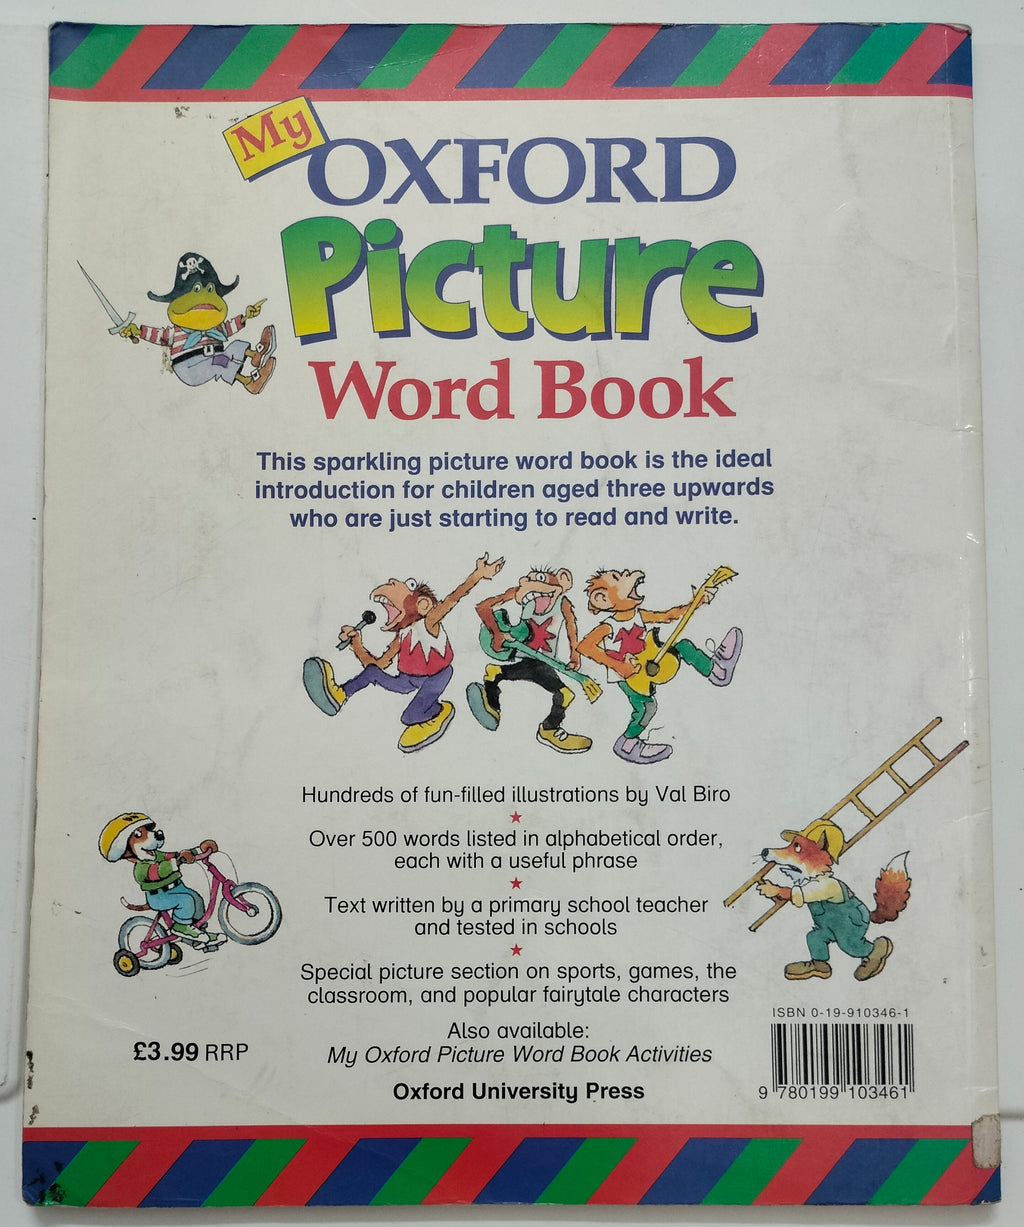 My
OXFORD
Picture
Word Book
This sparkling picture word book is the ideal
introduction for children aged three upwards
who are just starting to read and write.
Hundreds of fun-filled illustrations by Val Biro
Over 500 words listed in alphabetical order,
each with a useful phrase
Text written by a primary school teacher
and tested in schools
Special picture section on sports, games, the
classroom, and popular fairytale characters
Also available:
My Oxford Picture Word Book Activities
Oxford University Press
£3.99 RRP
ISBN 0-19-910346-1
9 780199 103461